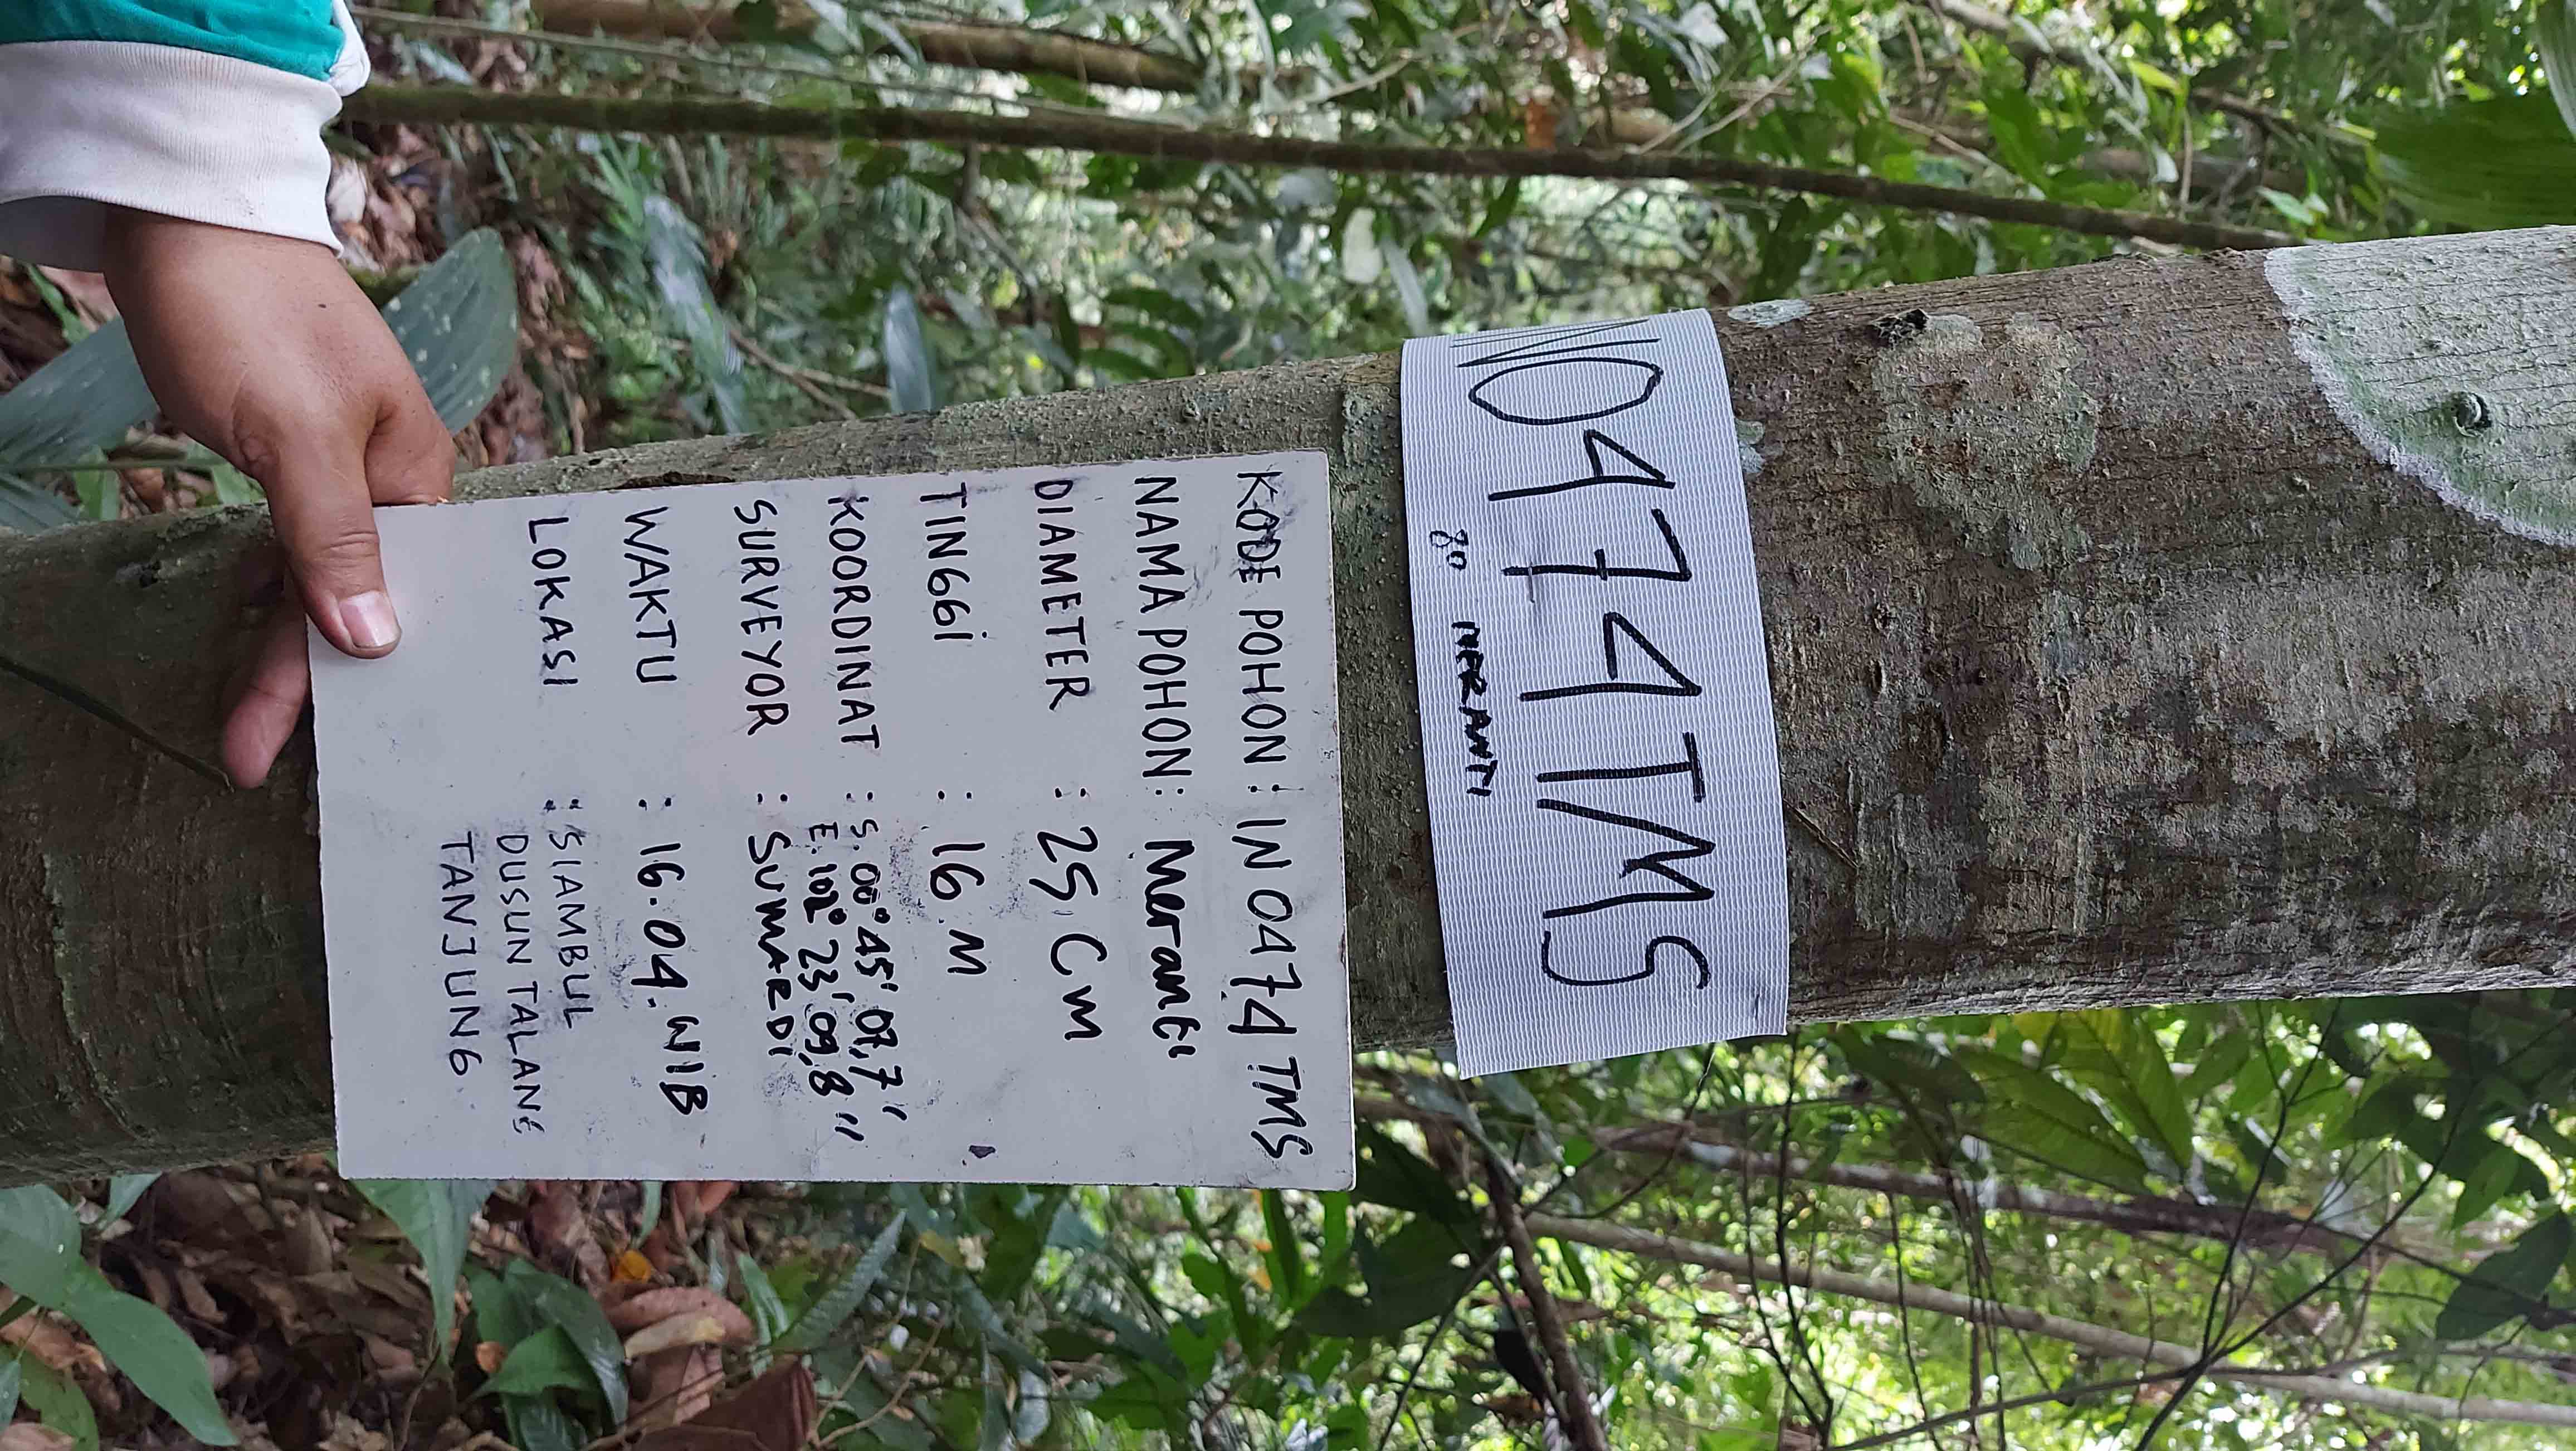 IN0474TMS
80 MERANTI
KODE POHON : IN 0474 TMS
NAMA POHON : Meranti
DIAMETER : 25 Cm
TINGGI : 16 M
KOORDINAT : S. 00° 45' 07,7"
E. 102° 23' 09,8"
SURVEYOR : SUMARDI
WAKTU : 16.04. WIB
LOKASI : SIAMBUL
DUSUN TALANG
TANJUNG